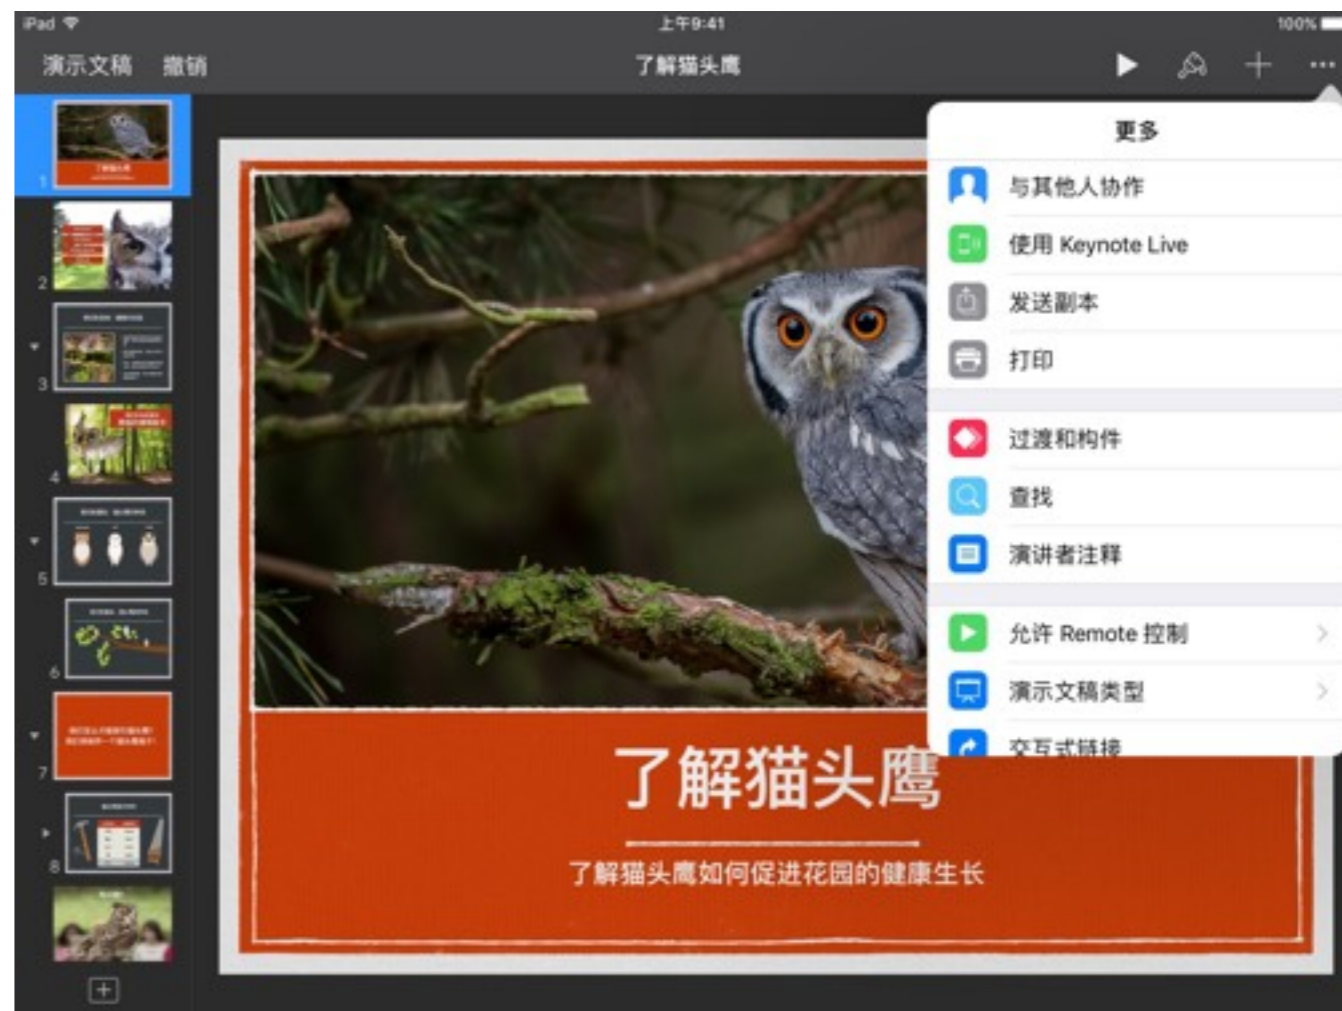 iPad
上午9:41
100%
演示文稿
撤销
了解猫头鹰
更多
与其他人协作
使用 Keynote Live
发送副本
打印
过渡和构件
查找
演讲者注释
允许 Remote 控制
演示文稿类型
交互式链接
1
2
3
4
5
6
7
8
了解猫头鹰
了解猫头鹰如何促进花园的健康生长